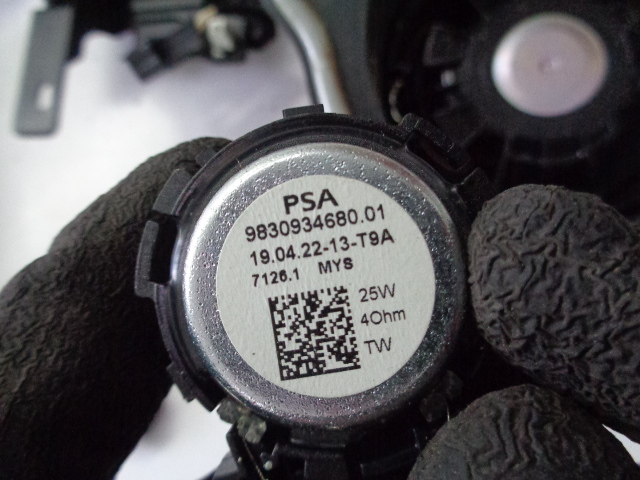 PSA
9830934680.01
19.04.22-13-T9A
7126.1 MYS
25W
4Ohm
TW